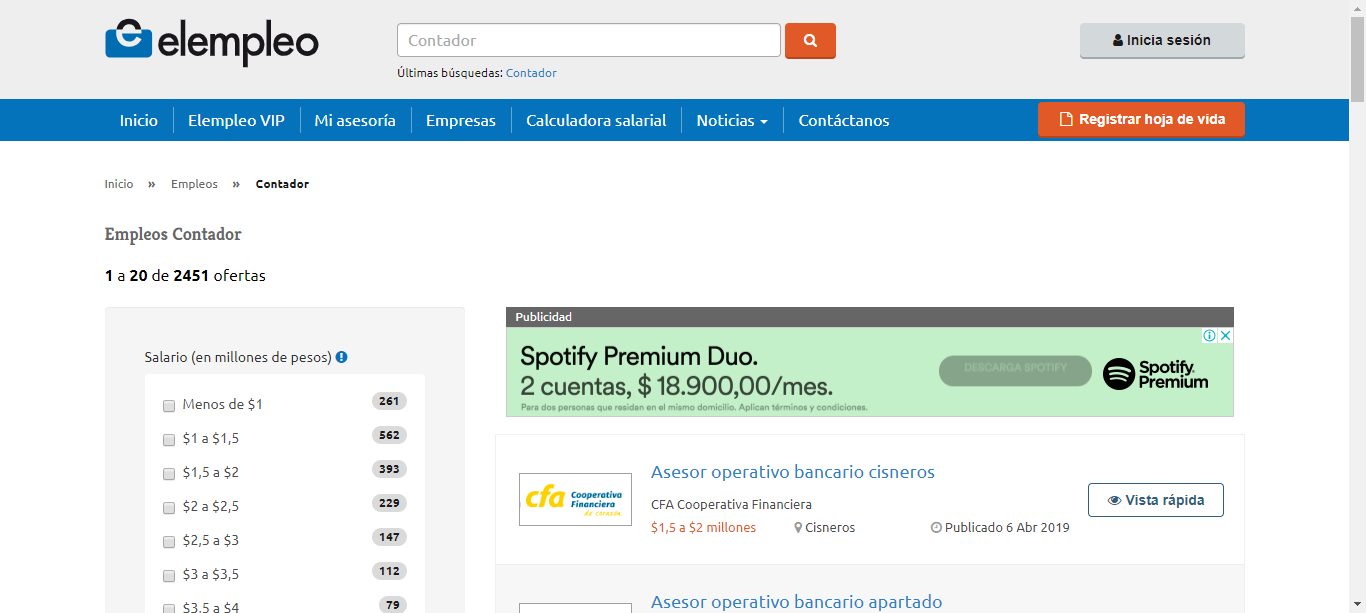 elempleo
Contador
Inicia sesión
Últimas búsquedas: Contador
Inicio Elempleo VIP Mi asesoría Empresas Calculadora salarial Noticias Contáctanos Registrar hoja de vida
Inicio » Empleos » Contador
Empleos Contador
1 a 20 de 2451 ofertas
Salario (en millones de pesos)
Menos de $1 261
$1 a $1,5 562
$1,5 a $2 393
$2 a $2,5 229
$2,5 a $3 147
$3 a $3,5 112
$3,5 a $4 79
Publicidad
Spotify Premium Duo.
2 cuentas, $ 18.900,00/mes.
Para dos personas que residan en el mismo domicilio. Aplican términos y condiciones.
DESCARGA SPOTIFY
Spotify
Premium
cfa Cooperativa
Financiera
de corazón
Asesor operativo bancario cisneros
CFA Cooperativa Financiera
$1,5 a $2 millones Cisneros Publicado 6 Abr 2019
Vista rápida
Asesor operativo bancario apartado